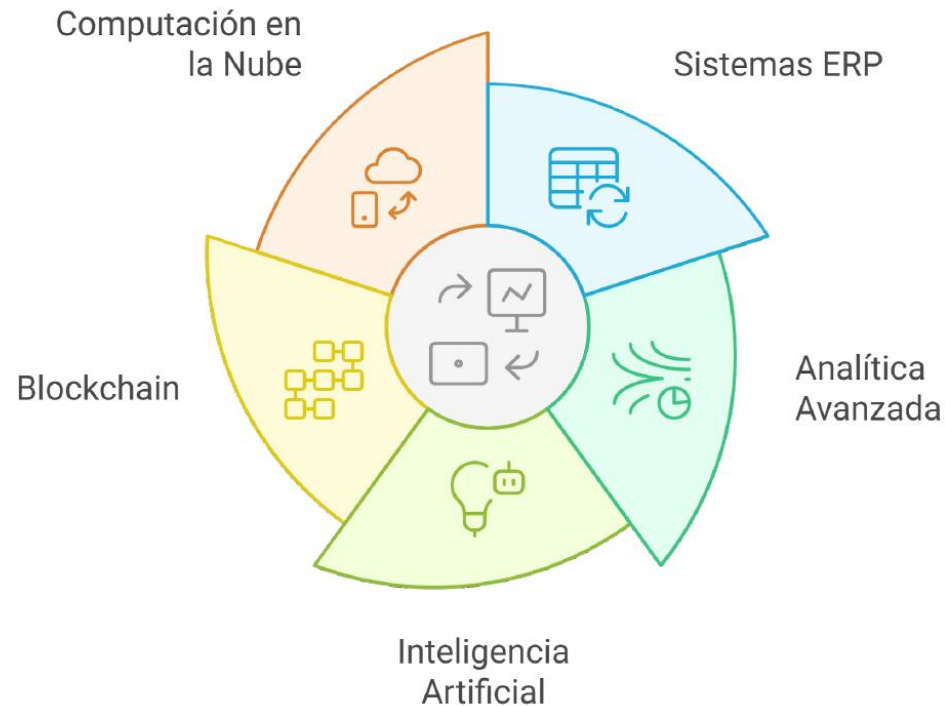 Computación en
la Nube
Sistemas ERP
Analítica
Avanzada
Blockchain
Inteligencia
Artificial